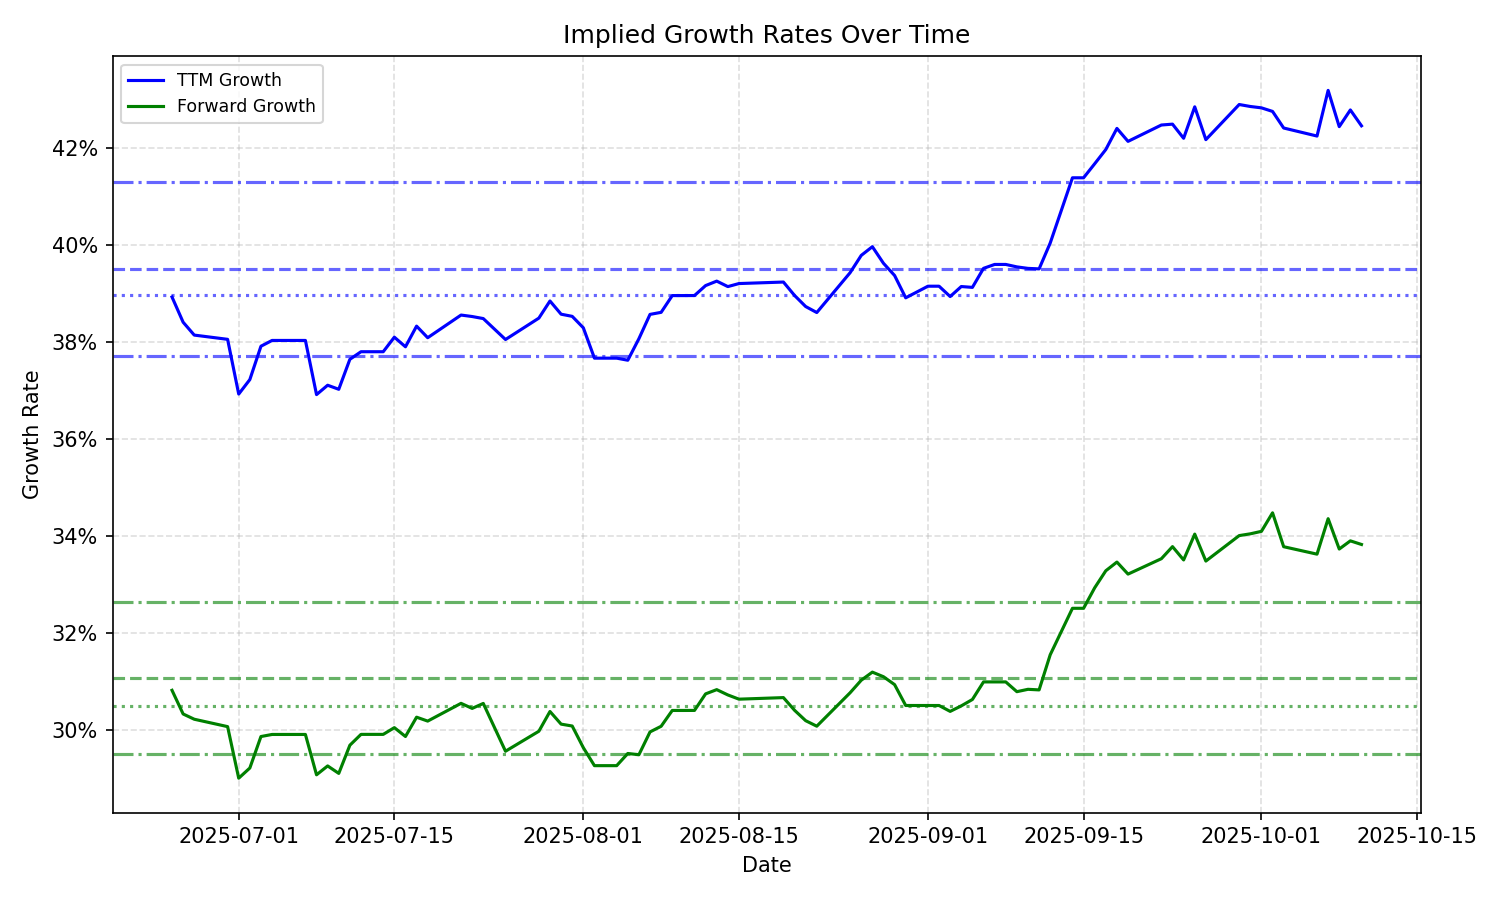 Implied Growth Rates Over Time
TTM Growth
Forward Growth
Growth Rate
42%
40%
38%
36%
34%
32%
30%
2025-07-01 2025-07-15 2025-08-01 2025-08-15 2025-09-01 2025-09-15 2025-10-01 2025-10-15
Date